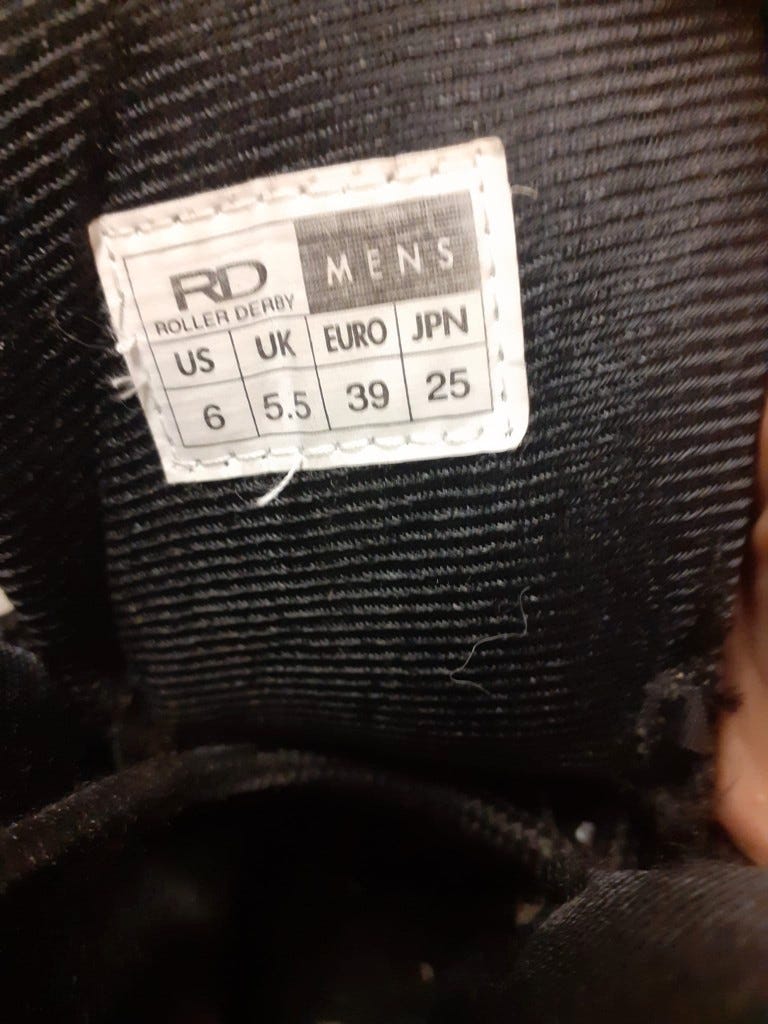 RD
ROLLER DERBY
MENS
US UK EURO JPN
6 5.5 39 25